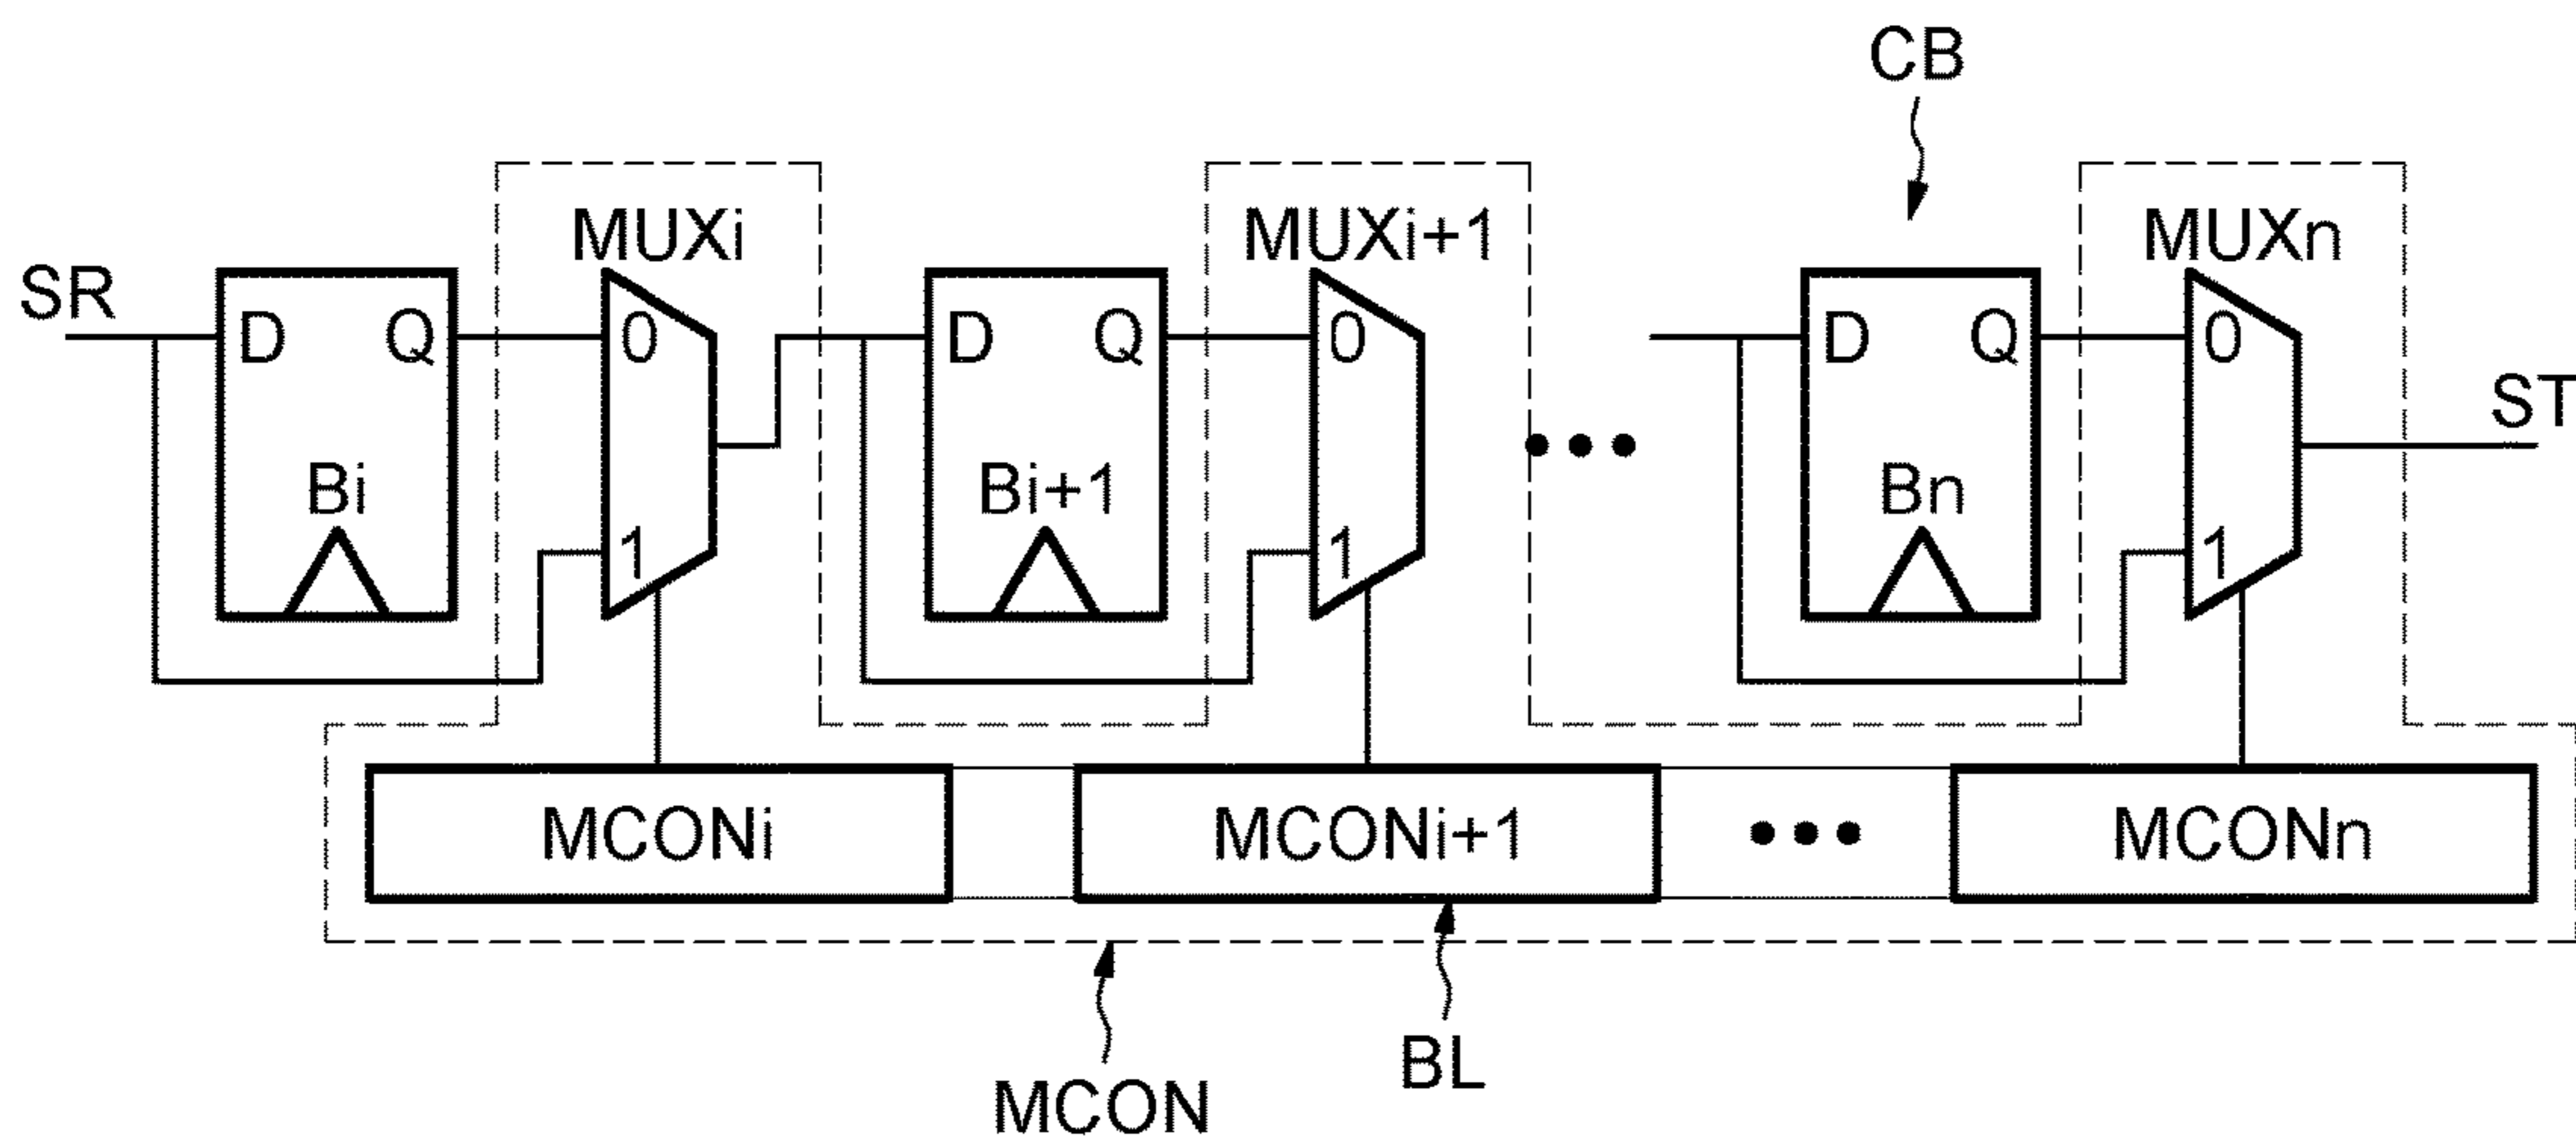 CB
MUXi
MUXi+1
MUXn
SR
D Q
0
D Q
0
D Q
0
ST
Bi
1
Bi+1
1
Bn
1
MCONi
MCONi+1
MCONn
BL
MCON